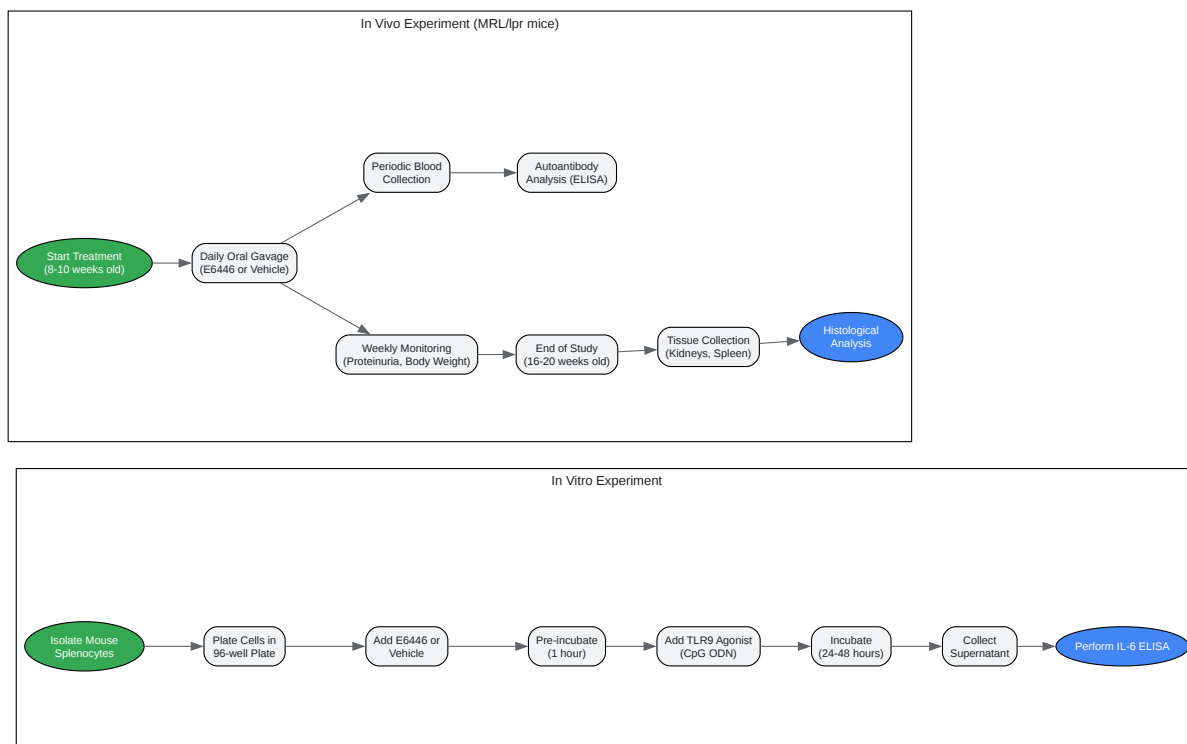 In Vivo Experiment (MRL/lpr mice)
Periodic Blood
Collection
Autoantibody
Analysis (ELISA)
Start Treatment
(8-10 weeks old)
Daily Oral Gavage
(E6446 or Vehicle)
Weekly Monitoring
(Proteinuria, Body Weight)
End of Study
(16-20 weeks old)
Tissue Collection
(Kidneys, Spleen)
Histological
Analysis
In Vitro Experiment
Isolate Mouse
Splenocytes
Plate Cells in
96-well Plate
Add E6446 or
Vehicle
Pre-incubate
(1 hour)
Add TLR9 Agonist
(CpG ODN)
Incubate
(24-48 hours)
Collect
Supernatant
Perform IL-6 ELISA